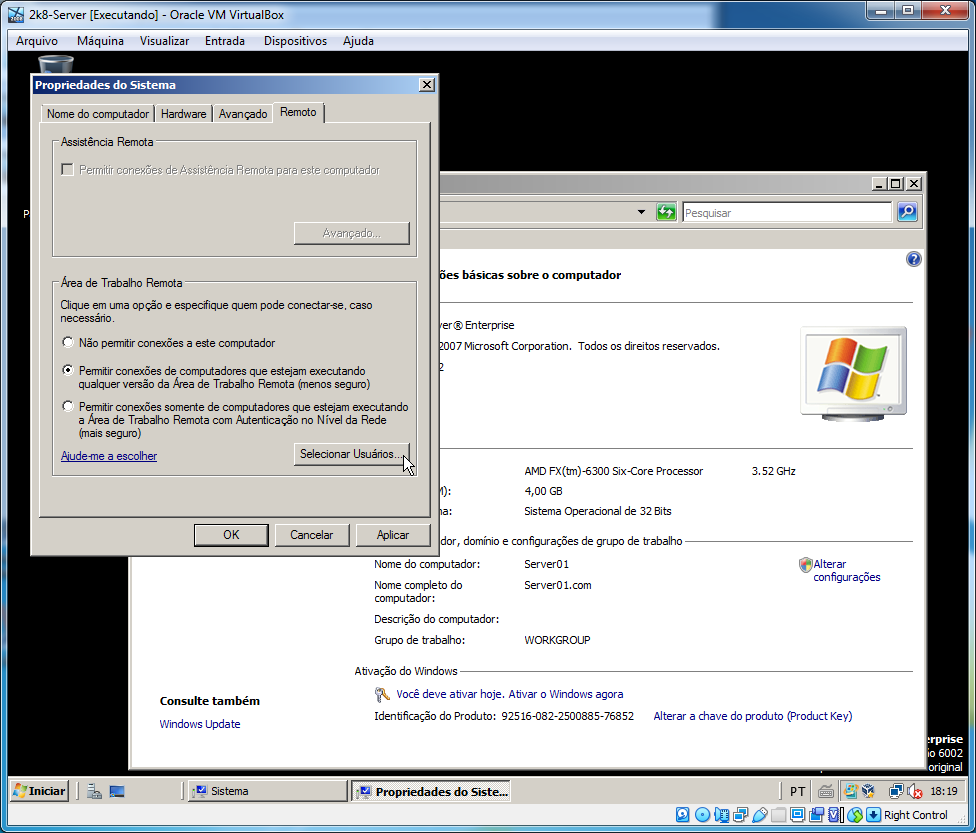 2k8-Server [Executando] - Oracle VM VirtualBox
Arquivo Máquina Visualizar Entrada Dispositivos Ajuda
Propriedades do Sistema
Nome do computador Hardware Avançado Remoto
Assistência Remota
Permitir conexões de Assistência Remota para este computador
Avançado...
Área de Trabalho Remota
Clique em uma opção e especifique quem pode conectar-se, caso
necessário.
Não permitir conexões a este computador
Permitir conexões de computadores que estejam executando
qualquer versão da Área de Trabalho Remota (menos seguro)
Permitir conexões somente de computadores que estejam executando
a Área de Trabalho Remota com Autenticação no Nível da Rede
(mais seguro)
Ajude-me a escolher
Selecionar Usuários...
OK Cancelar Aplicar
P
Pesquisar
ões básicas sobre o computador
ver® Enterprise
2007 Microsoft Corporation. Todos os direitos reservados.
2
AMD FX(tm)-6300 Six-Core Processor 3.52 GHz
M): 4,00 GB
na: Sistema Operacional de 32 Bits
dor, domínio e configurações de grupo de trabalho
Nome do computador: Server01
Alterar
configurações
Nome completo do
computador:
Server01.com
Descrição do computador:
Grupo de trabalho: WORKGROUP
Ativação do Windows
Você deve ativar hoje. Ativar o Windows agora
Identificação do Produto: 92516-082-2500885-76852 Alterar a chave do produto (Product Key)
Consulte também
Windows Update
erprise
ão 6002
original
Iniciar Sistema Propriedades do Siste... PT 18:19
Right Control